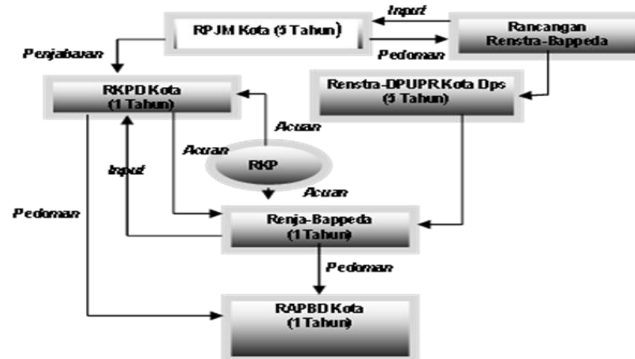 Input
RPJM Kota (5 Tahun)
Rancangan
Renstra-Bappeda
Penjabaran
Pedoman
RKPD Kota
(1 Tahun)
Renstra-DPUPR Kota Dps
(5 Tahun)
Acuan
Acuan
Input
RKP
Acuan
Pedoman
Renja-Bappeda
(1 Tahun)
Pedoman
RAPBD Kota
(1 Tahun)